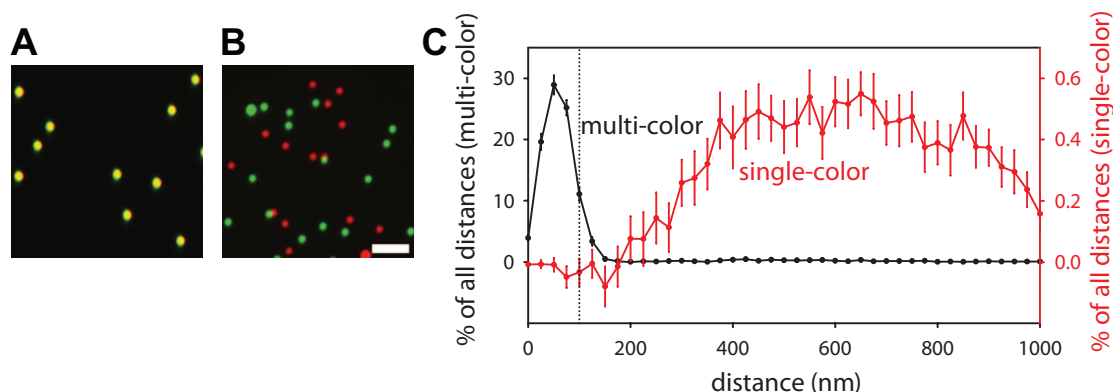 A
B
C
% of all distances (multi-color)
30
20
10
0
multi-color
single-color
0.6
0.4
0.2
0.0
% of all distances (single-color)
0
200
400
600
800
1000
distance (nm)